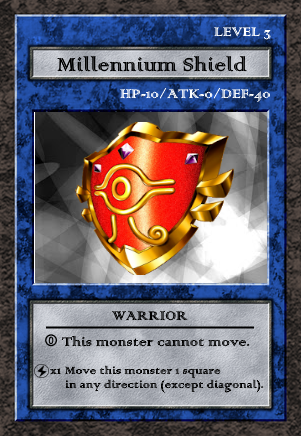 LEVEL 3
Millennium Shield
HP-10/ATK-0/DEF-40
WARRIOR
This monster cannot move.
x1 Move this monster 1 square
in any direction (except diagonal).